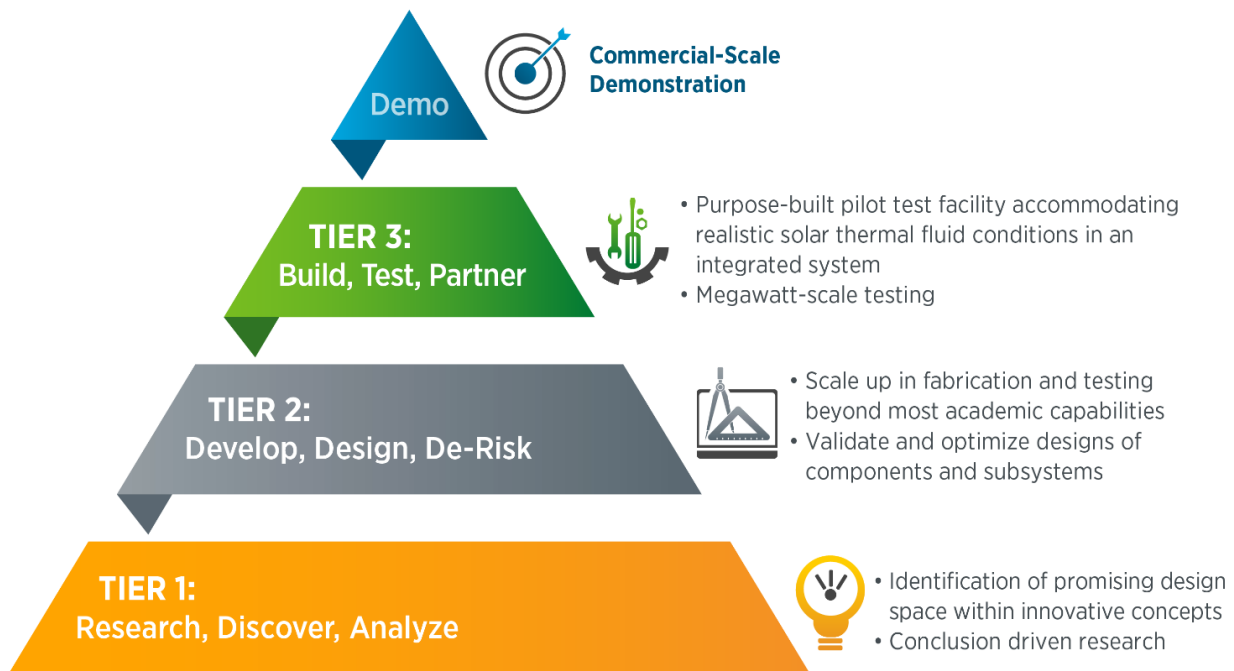 Demo
Commercial-Scale
Demonstration
TIER 3:
Build, Test, Partner
• Purpose-built pilot test facility accommodating
realistic solar thermal fluid conditions in an
integrated system
• Megawatt-scale testing
TIER 2:
Develop, Design, De-Risk
• Scale up in fabrication and testing
beyond most academic capabilities
• Validate and optimize designs of
components and subsystems
TIER 1:
Research, Discover, Analyze
• Identification of promising design
space within innovative concepts
• Conclusion driven research